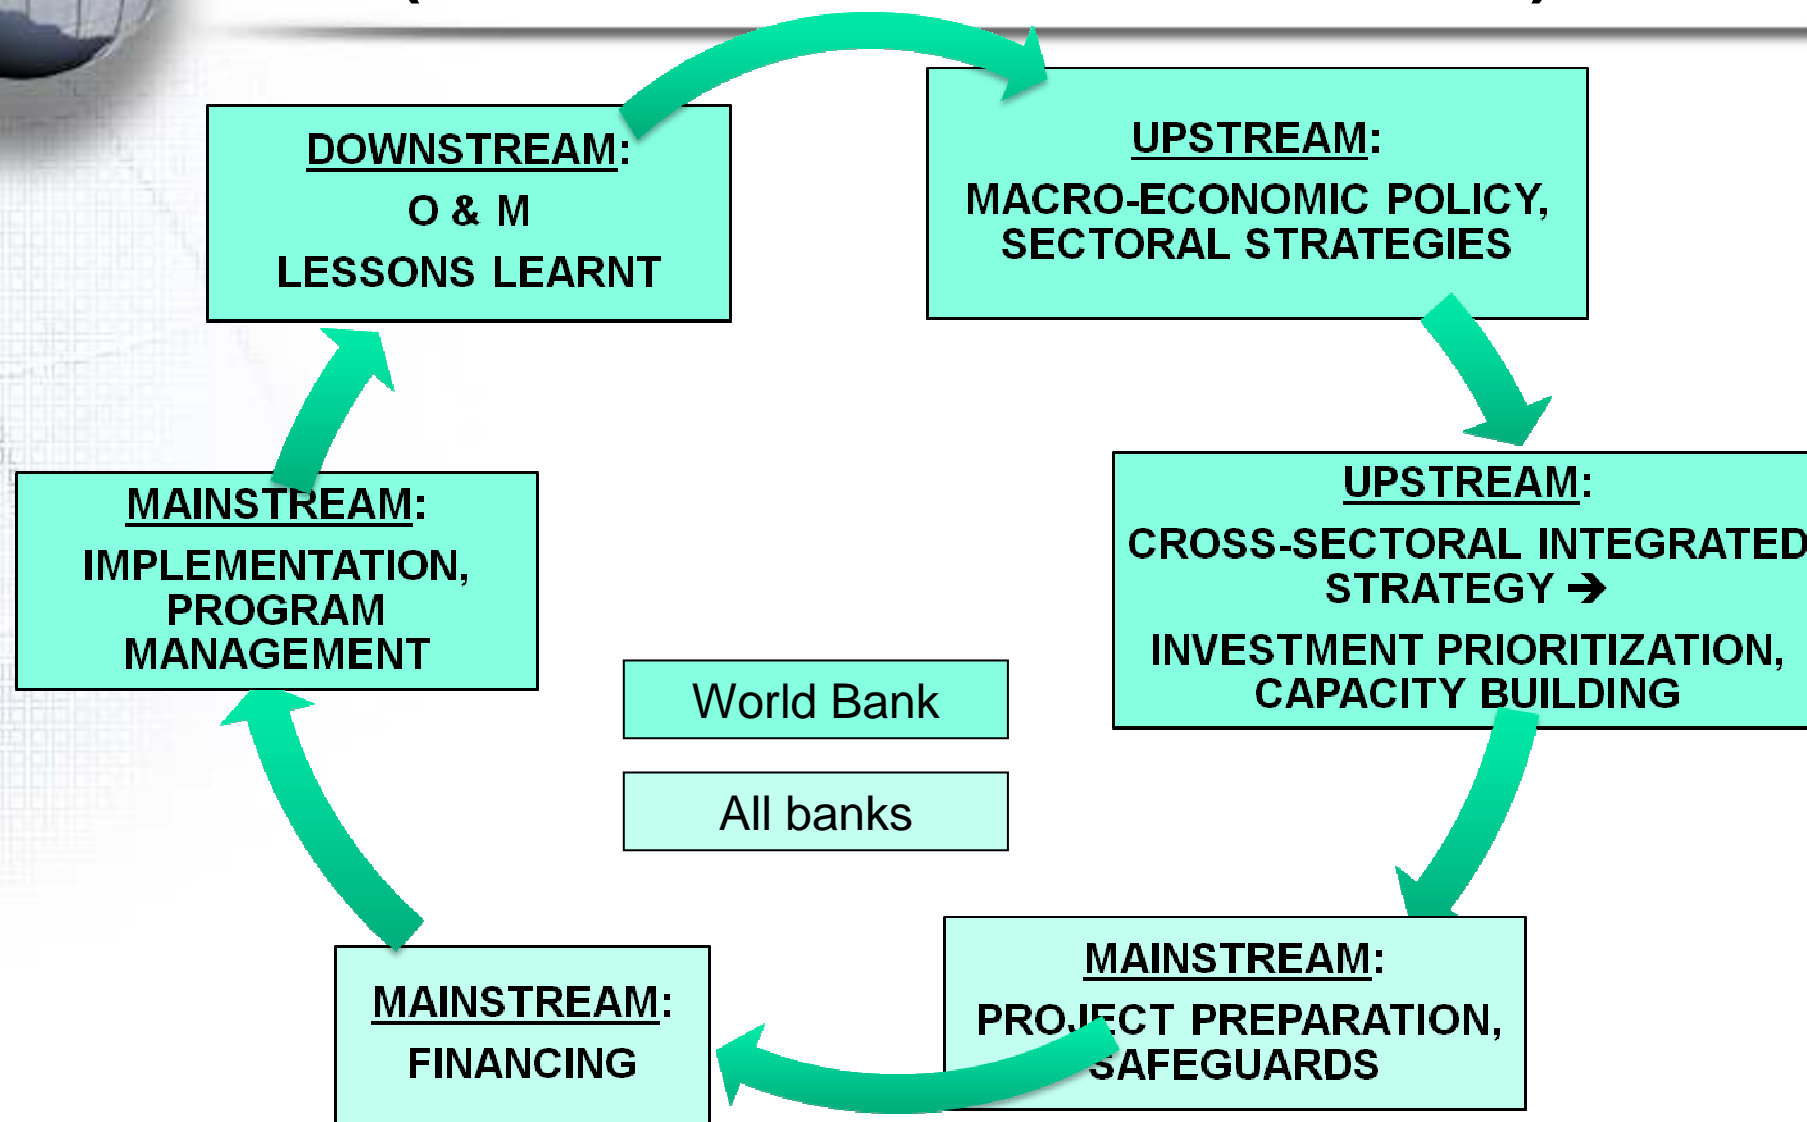 DOWNSTREAM:
O & M
LESSONS LEARNT
UPSTREAM:
MACRO-ECONOMIC POLICY,
SECTORAL STRATEGIES
UPSTREAM:
CROSS-SECTORAL INTEGRATED
STRATEGY ➔
INVESTMENT PRIORITIZATION,
CAPACITY BUILDING
MAINSTREAM:
PROJECT PREPARATION,
SAFEGUARDS
MAINSTREAM:
FINANCING
MAINSTREAM:
IMPLEMENTATION,
PROGRAM
MANAGEMENT
World Bank
All banks